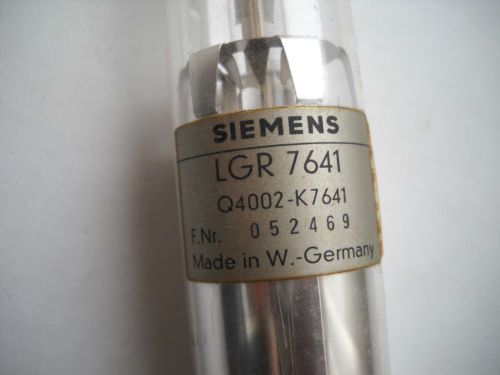 SIEMENS
LGR 7641
Q4002-K7641
F.Nr. 052469
Made in W.-Germany